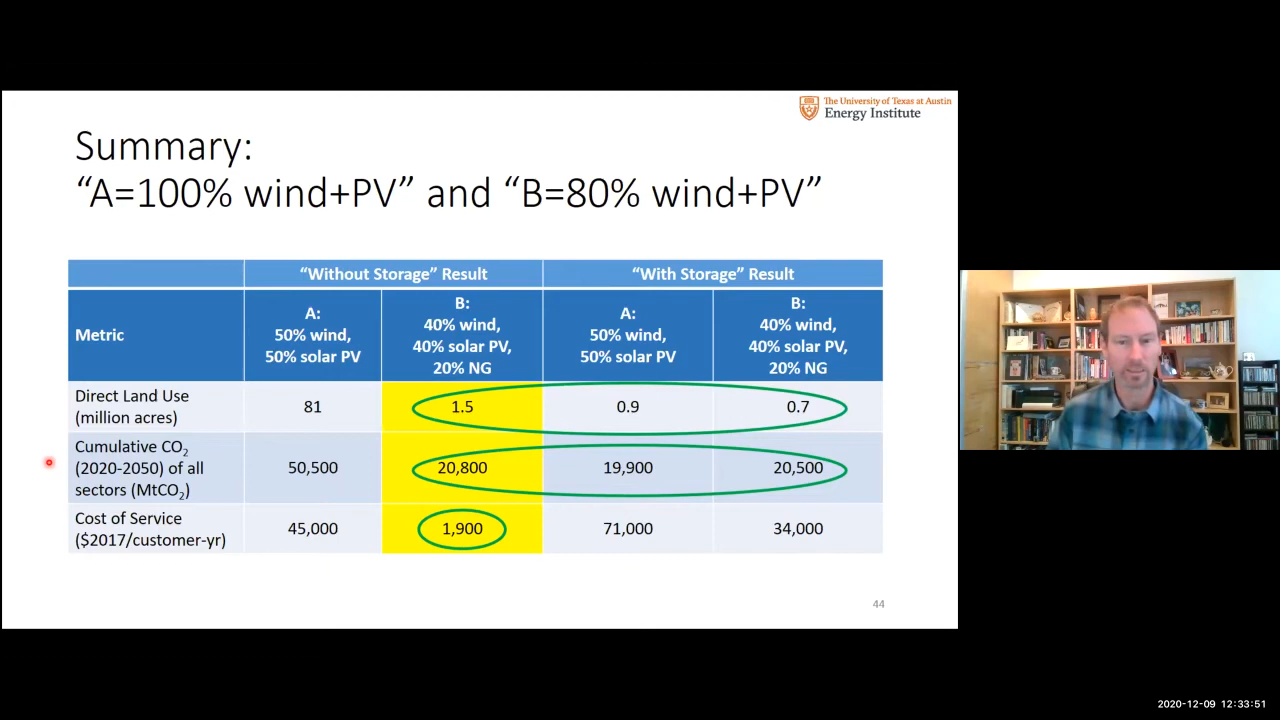 The University of Texas at Austin
Energy Institute
Summary:
“A=100% wind+PV” and “B=80% wind+PV”
“Without Storage” Result
“With Storage” Result
Metric
A:
50% wind,
50% solar PV
B:
40% wind,
40% solar PV,
20% NG
A:
50% wind,
50% solar PV
B:
40% wind,
40% solar PV,
20% NG
Direct Land Use
(million acres)
81
1.5
0.9
0.7
Cumulative CO2
(2020-2050) of all
sectors (MtCO2)
50,500
20,800
19,900
20,500
Cost of Service
($2017/customer-yr)
45,000
1,900
71,000
34,000
44
2020-12-09 12:33:51